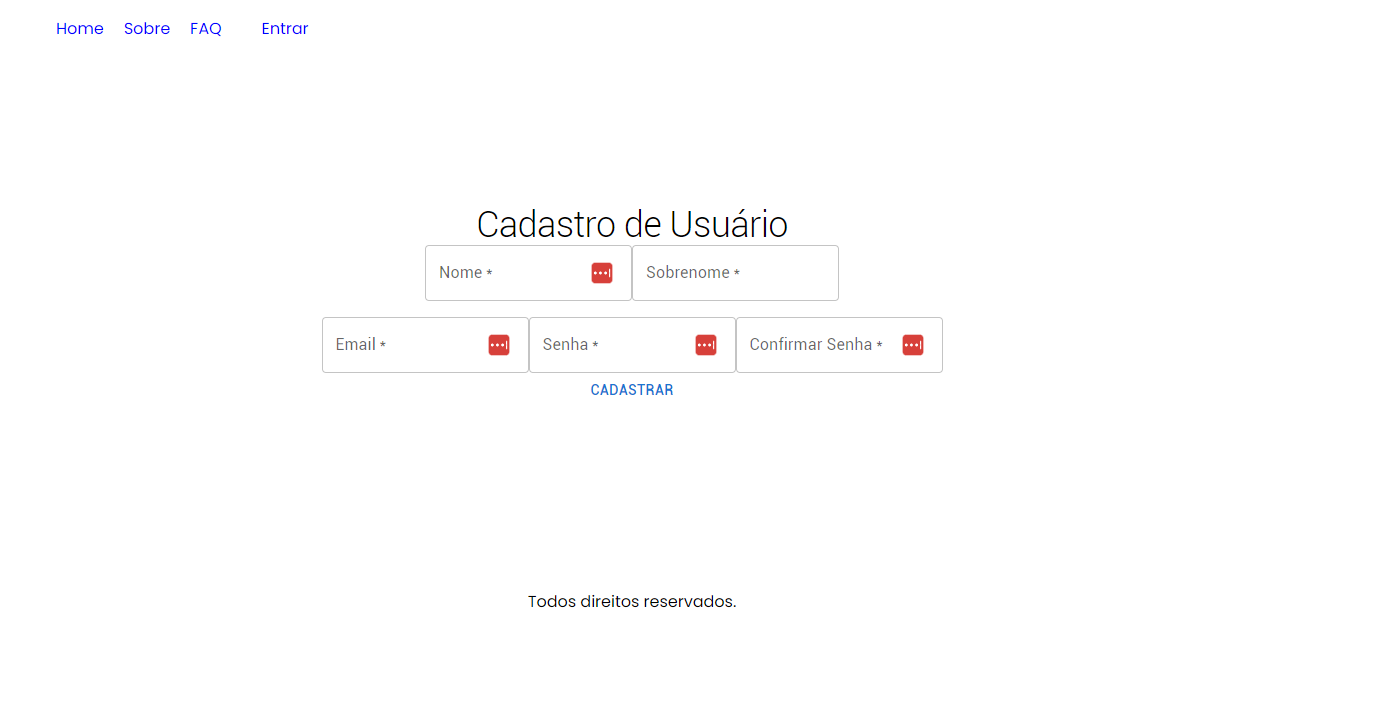 Home Sobre FAQ Entrar
Cadastro de Usuário
Nome * Sobrenome *
Email * Senha * Confirmar Senha *
CADASTRAR
Todos direitos reservados.